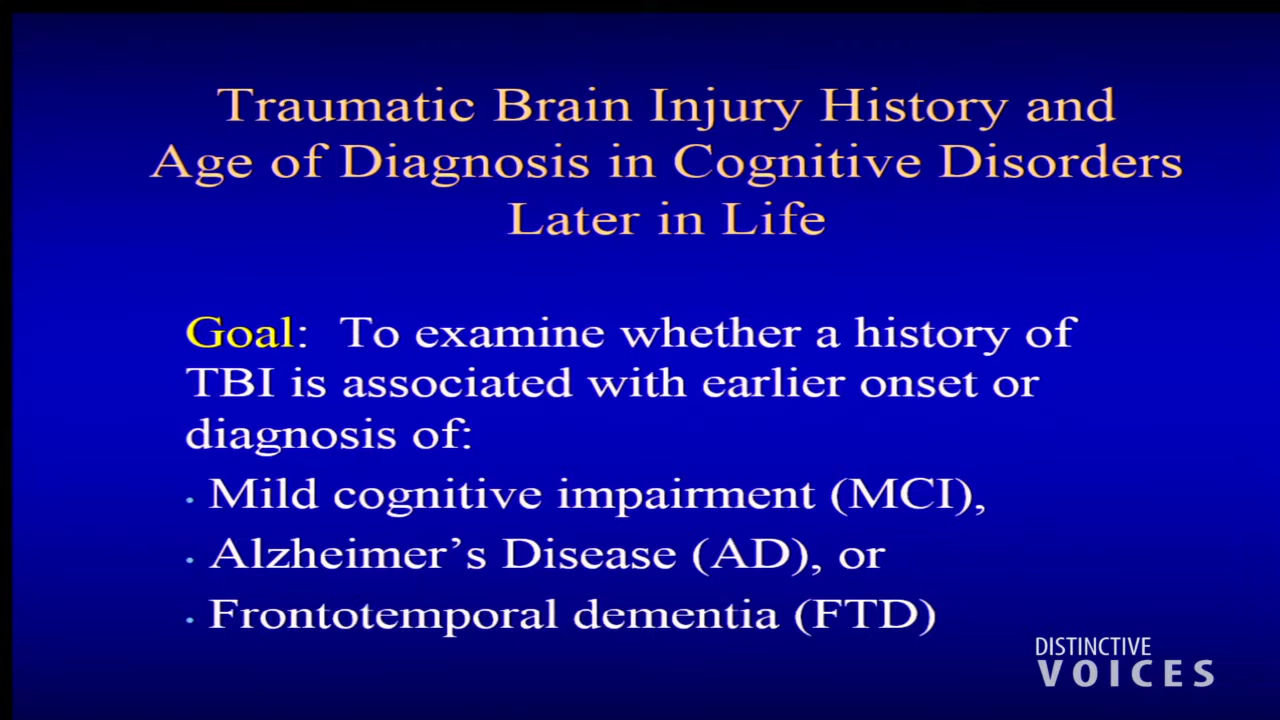 Traumatic Brain Injury History and
Age of Diagnosis in Cognitive Disorders
Later in Life
Goal: To examine whether a history of
TBI is associated with earlier onset or
diagnosis of:
• Mild cognitive impairment (MCI),
• Alzheimer’s Disease (AD), or
• Frontotemporal dementia (FTD)
DISTINCTIVE
VOICES